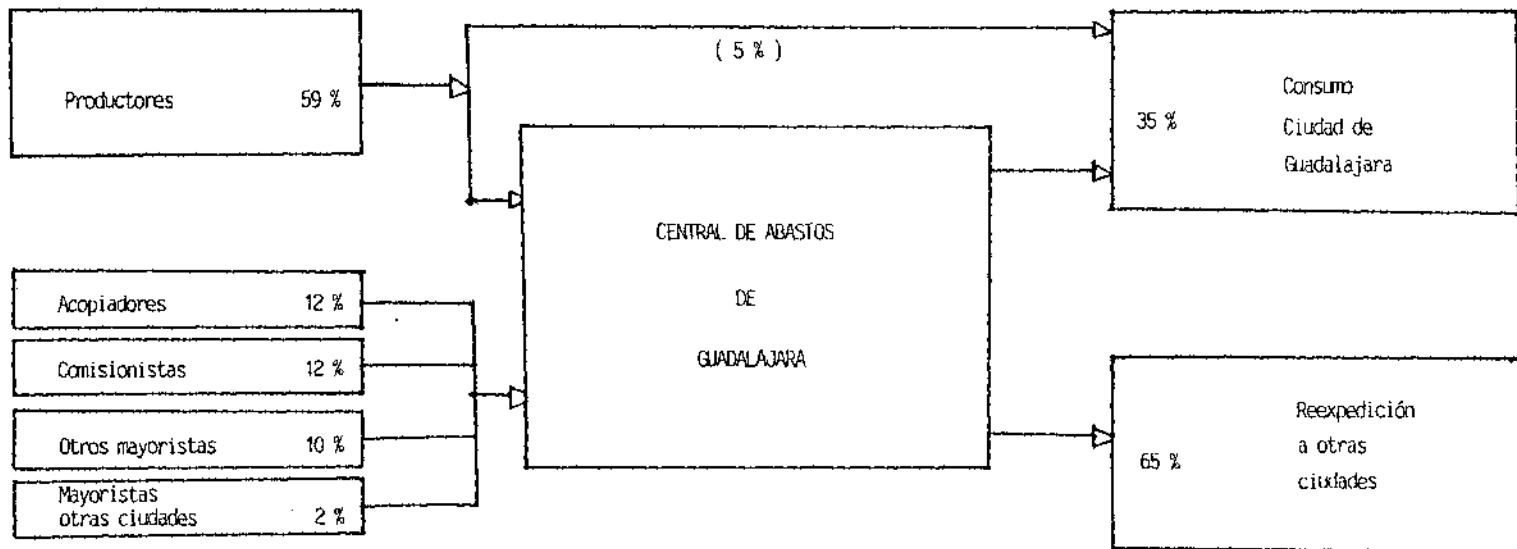 Productores 59 %
( 5 % )
35 %
Consumo
Ciudad de
Guadalajara
CENTRAL DE ABASTOS
DE
GUADALAJARA
Acopiadores 12 %
Comisionistas 12 %
Otros mayoristas 10 %
Mayoristas
otras ciudades 2 %
65 %
Reexpedición
a otras
ciudades